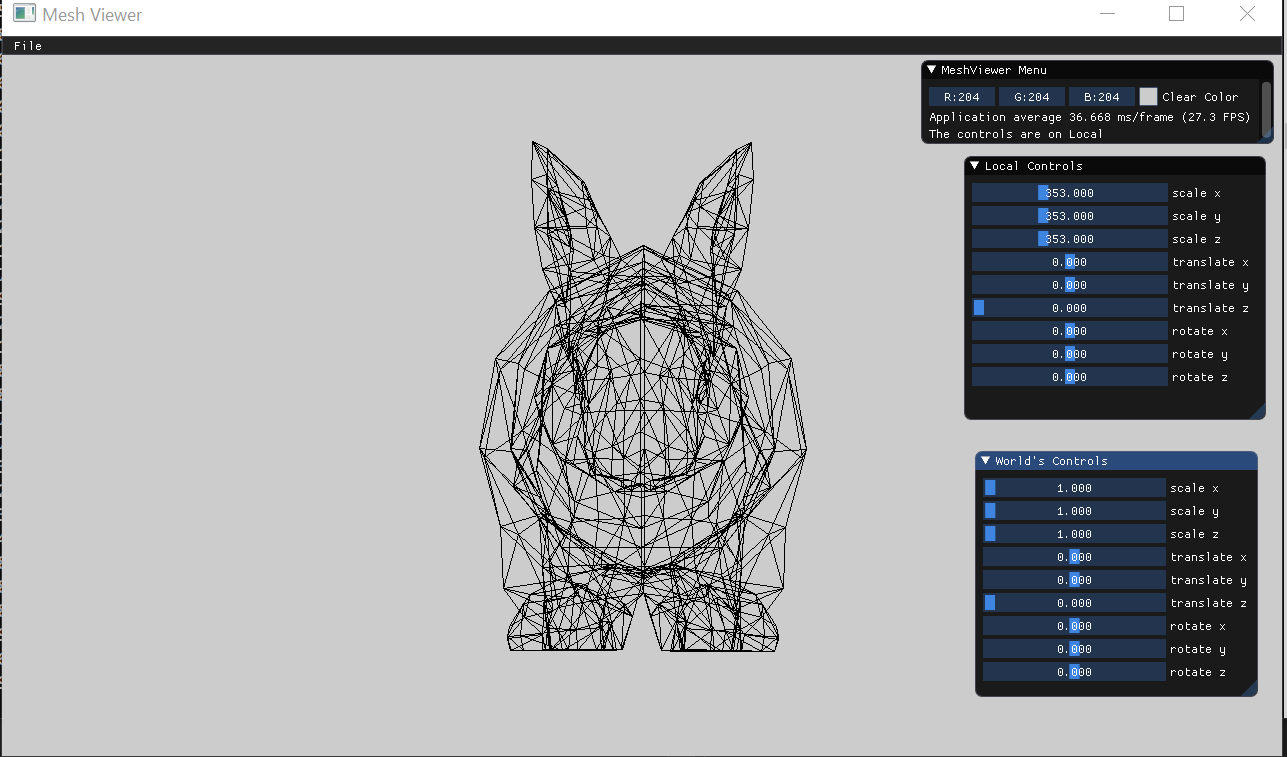 Mesh Viewer
File
MeshViewer Menu
R:204 G:204 B:204 Clear Color
Application average 36.668 ms/frame (27.3 FPS)
The controls are on Local
Local Controls
353.000 scale x
353.000 scale y
353.000 scale z
0.000 translate x
0.000 translate y
0.000 translate z
0.000 rotate x
0.000 rotate y
0.000 rotate z
World's Controls
1.000 scale x
1.000 scale y
1.000 scale z
0.000 translate x
0.000 translate y
0.000 translate z
0.000 rotate x
0.000 rotate y
0.000 rotate z